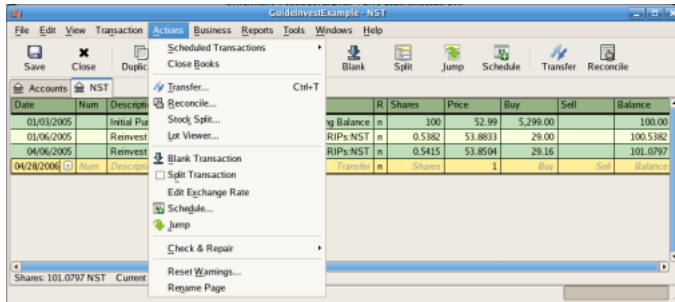 GuideInvestExample - NST
File Edit View Transaction Actions Business Reports Tools Windows Help
Save Close Duplic Blank Split Jump Schedule Transfer Reconcile
Accounts NST
Scheduled Transactions
Close Books
Transfer... Ctrl+T
Reconcile...
Stock Split...
Lot Viewer...
Blank Transaction
Split Transaction
Edit Exchange Rate
Schedule...
Jump
Check & Repair
Reset Warnings...
Rename Page
Date Num Descripti R Shares Price Buy Sell Balance
01/03/2005 Initial Pur ng Balance n 100 52.99 5,299.00 100.00
01/06/2005 Reinvest RIPs:NST n 0.5382 53.8833 29.00 100.5382
04/06/2005 Reinvest RIPs:NST n 0.5415 53.8504 29.16 101.0797
04/28/2006 Num Descripti Transfer n Shares 1 Buy Sell Balance
Shares: 101.0797 NST Current